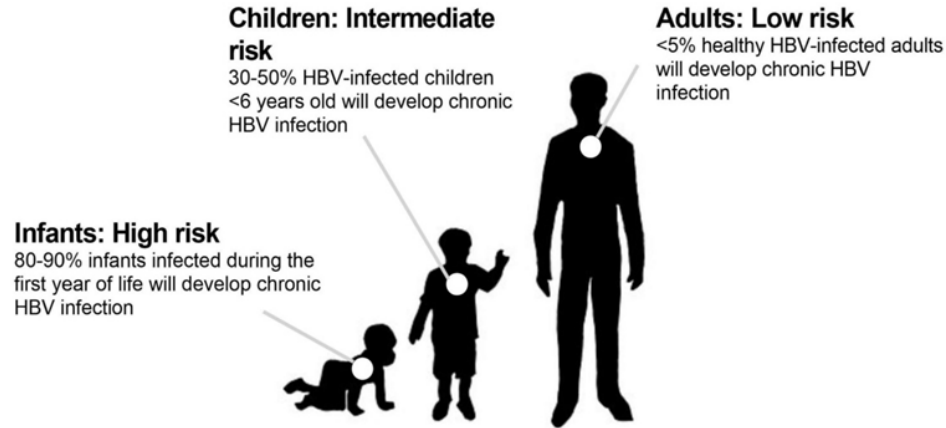 Children: Intermediate
risk
30-50% HBV-infected children
<6 years old will develop chronic
HBV infection
Adults: Low risk
<5% healthy HBV-infected adults
will develop chronic HBV
infection
Infants: High risk
80-90% infants infected during the
first year of life will develop chronic
HBV infection